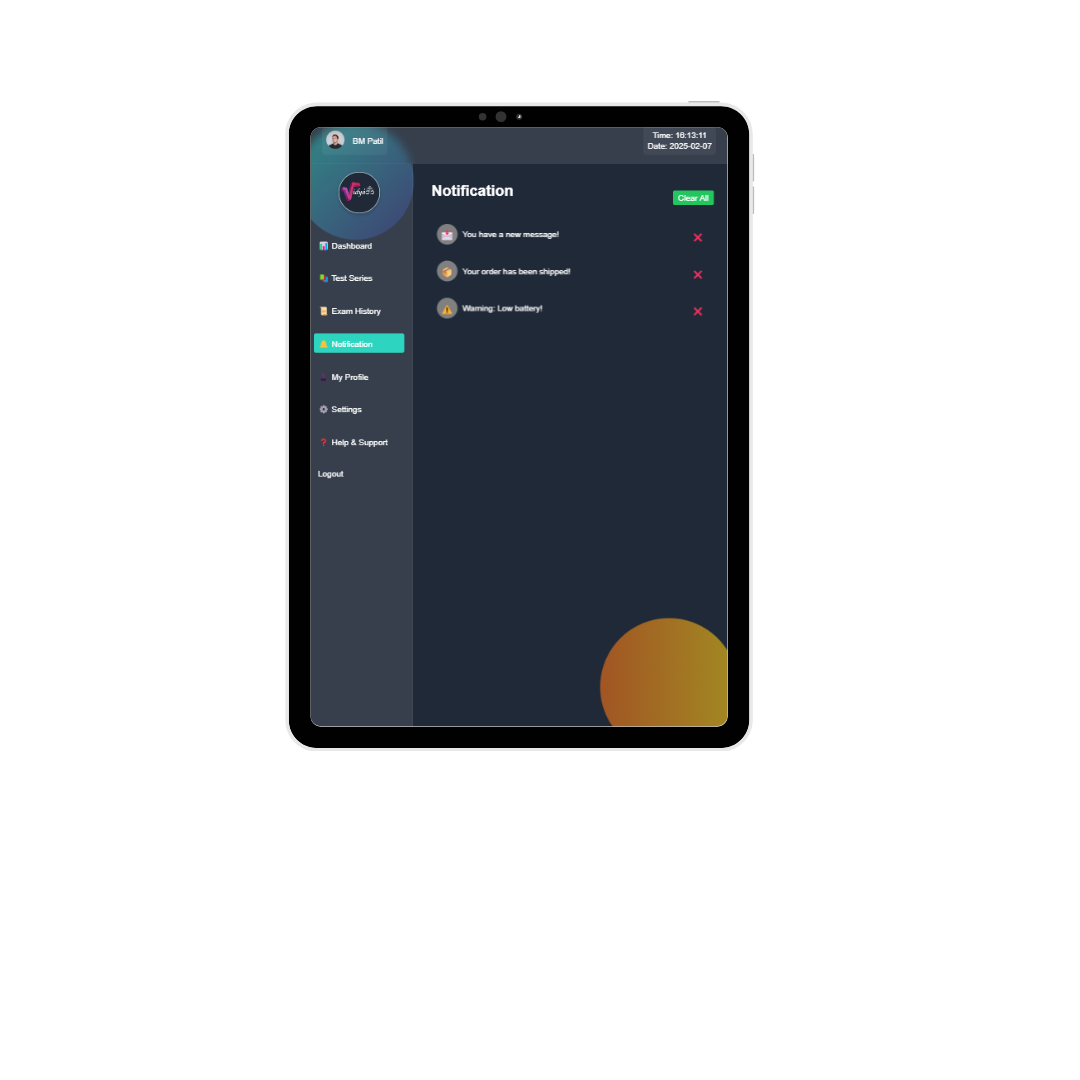 BM Patil
Time: 16:13:11
Date: 2025-02-07
Notification
Clear All
You have a new message!
Your order has been shipped!
Warning: Low battery!
Dashboard
Test Series
Exam History
Notification
My Profile
Settings
Help & Support
Logout